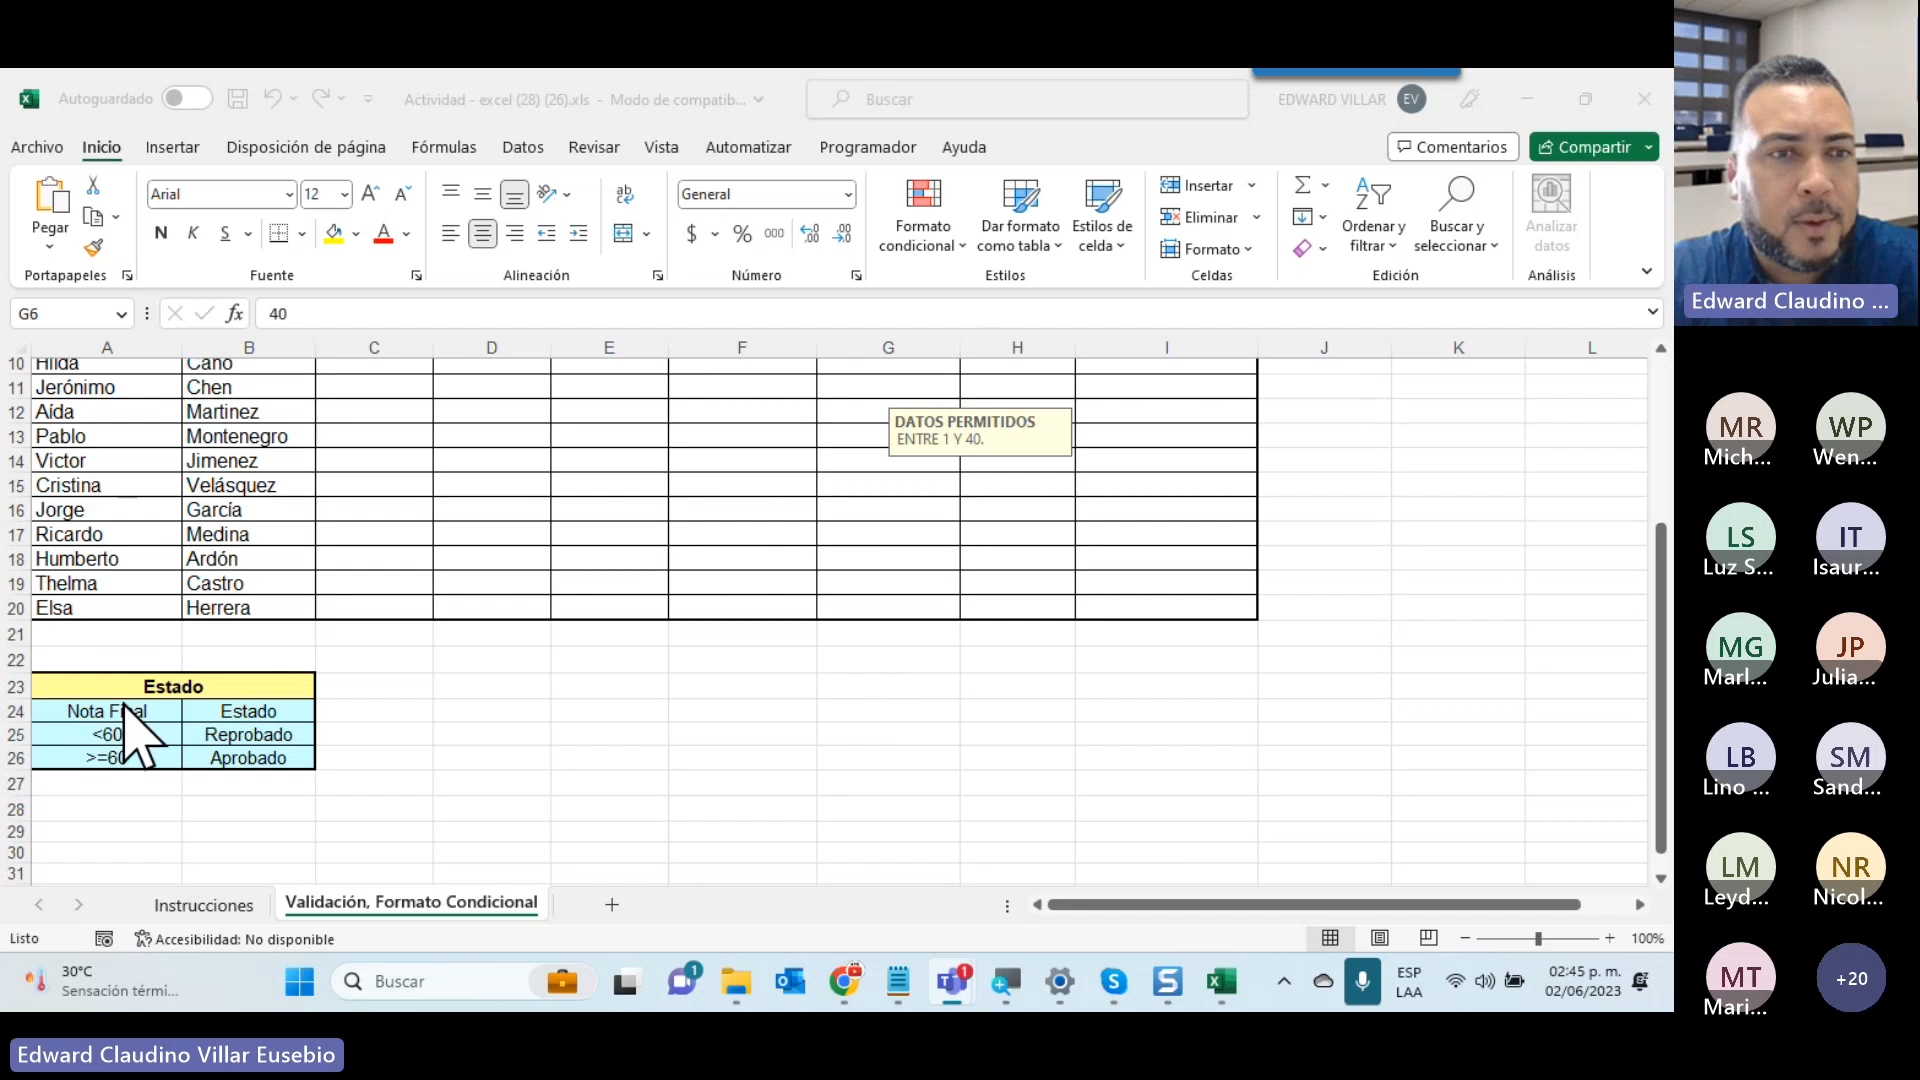 Autoguardado
Actividad - excel (28) (26).xls - Modo de compatib...
Buscar
EDWARD VILLAR
EV
Archivo Inicio Insertar Disposición de página Fórmulas Datos Revisar Vista Automatizar Programador Ayuda
Comentarios
Compartir
Pegar
Arial
12
N K S
General
$ % 000
Formato condicional
Dar formato como tabla
Estilos de celda
Insertar
Eliminar
Formato
Ordenar y filtrar
Buscar y seleccionar
Analizar datos
Portapapeles Fuente Alineación Número Estilos Celdas Edición Análisis
G6
fx
40
A B C D E F G H I J K L
10 Hilda Cano
11 Jerónimo Chen
12 Aída Martinez
13 Pablo Montenegro
14 Victor Jimenez
15 Cristina Velásquez
16 Jorge García
17 Ricardo Medina
18 Humberto Ardón
19 Thelma Castro
20 Elsa Herrera
DATOS PERMITIDOS
ENTRE 1 Y 40.
21
22
23 Estado
24 Nota Final Estado
25 <60 Reprobado
26 >=60 Aprobado
27
28
29
30
31
Instrucciones
Validación, Formato Condicional
Listo
Accesibilidad: No disponible
100%
30°C
Sensación térmi...
Buscar
1
1
ESP
LAA
02:45 p. m.
02/06/2023
Edward Claudino Villar Eusebio
Edward Claudino ...
MR
Mich...
WP
Wen...
LS
Luz S...
IT
Isaur...
MG
Marl...
JP
Julia...
LB
Lino ...
SM
Sand...
LM
Leyd...
NR
Nicol...
MT
Mari...
+20